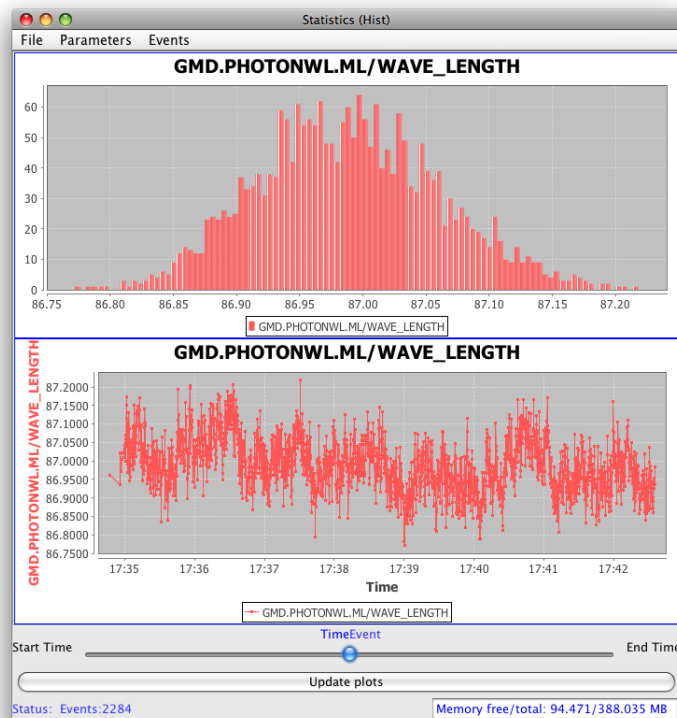 Statistics (Hist)
File Parameters Events
GMD.PHOTONWL.ML/WAVE_LENGTH
60
50
40
30
20
10
0
86.75 86.80 86.85 86.90 86.95 87.00 87.05 87.10 87.15 87.20
GMD.PHOTONWL.ML/WAVE_LENGTH
GMD.PHOTONWL.ML/WAVE_LENGTH
GMD.PHOTONWL.ML/WAVE_LENGTH
87.2000
87.1500
87.1000
87.0500
87.0000
86.9500
86.9000
86.8500
86.8000
86.7500
17:35 17:36 17:37 17:38 17:39 17:40 17:41 17:42
Time
GMD.PHOTONWL.ML/WAVE_LENGTH
TimeEvent
Start Time End Time
Update plots
Status: Events:2284 Memory free/total: 94.471/388.035 MB